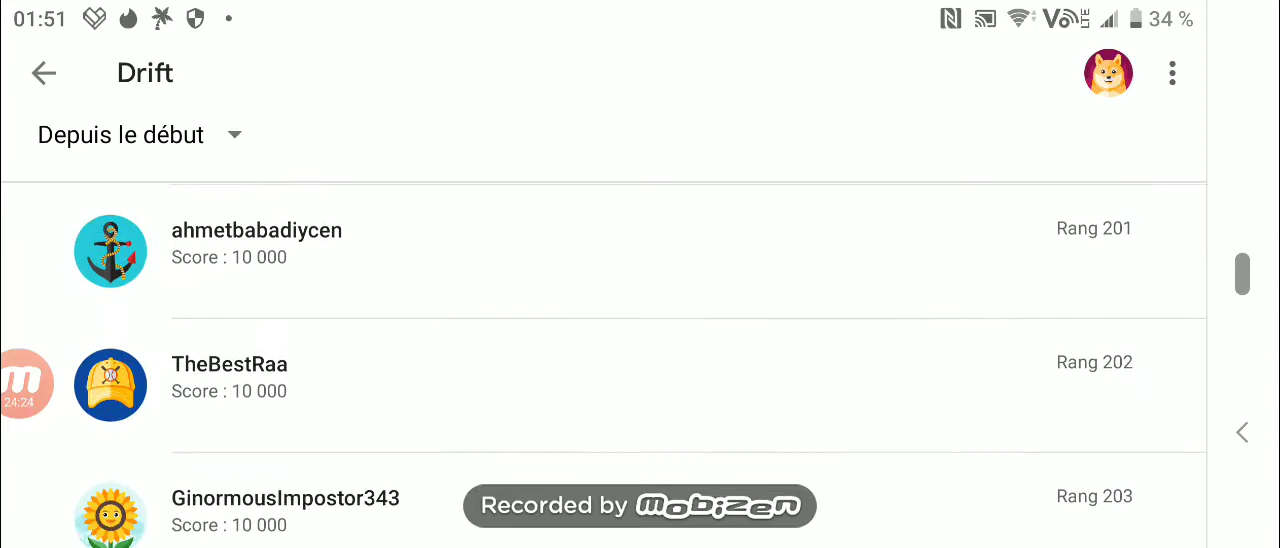 01:51
VoLTE 34 %
Drift
Depuis le début
ahmetbabadiycen
Rang 201
Score : 10 000
TheBestRaa
Rang 202
Score : 10 000
m
24:24
GinormousImpostor343
Rang 203
Score : 10 000
Recorded by mobizen